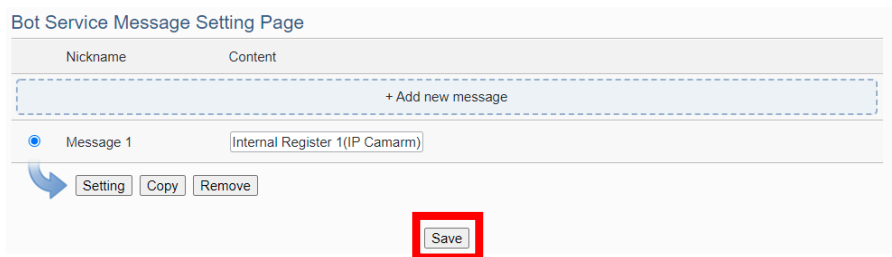 Bot Service Message Setting Page
Nickname Content
+ Add new message
Message 1 Internal Register 1(IP Camarm)
Setting Copy Remove
Save